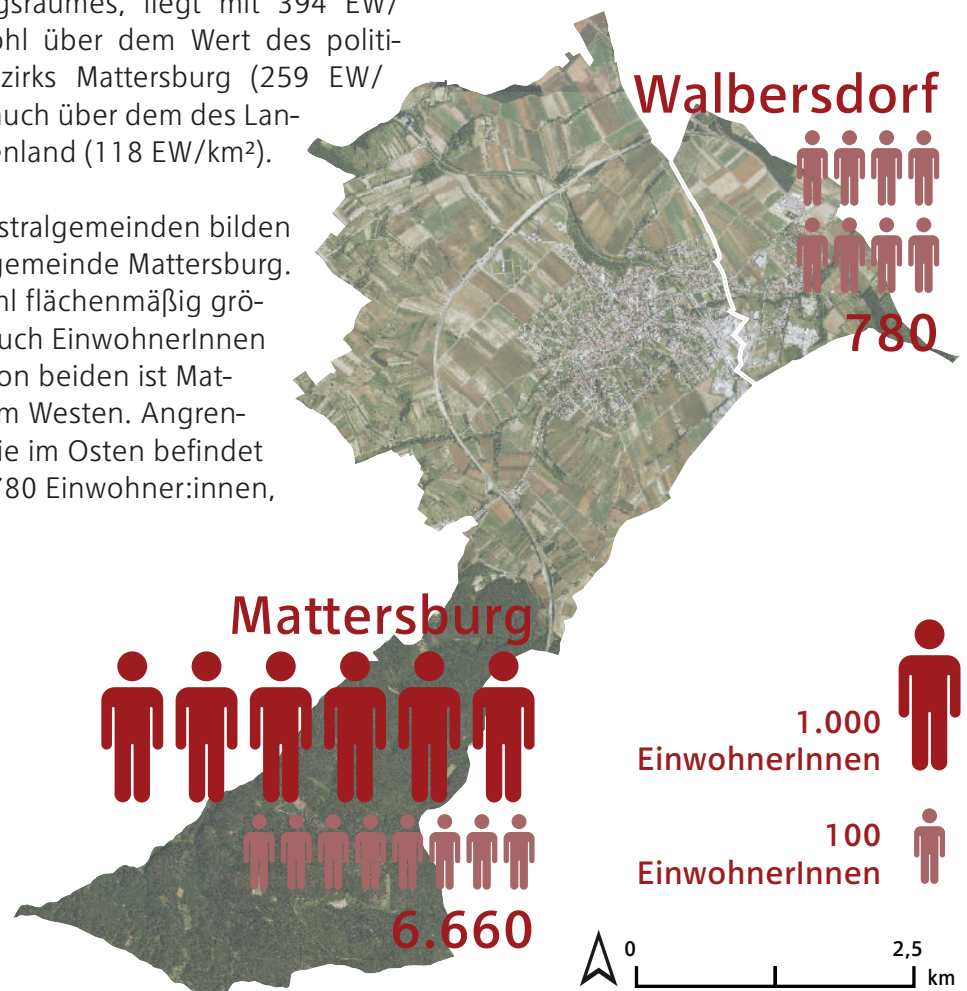 gsraumes, liegt mit 394 EW/
ohl über dem Wert des politi-
zirks Mattersburg (259 EW/
auch über dem des Lan-
enland (118 EW/km²).
stralgemeinden bilden
gemeinde Mattersburg.
hl flächenmäßig grö-
uch EinwohnerInnen
on beiden ist Mat-
m Westen. Angren-
ie im Osten befindet
780 Einwohner:innen,
Walbersdorf
780
Mattersburg
6.660
1.000
EinwohnerInnen
100
EinwohnerInnen
0 2,5
km